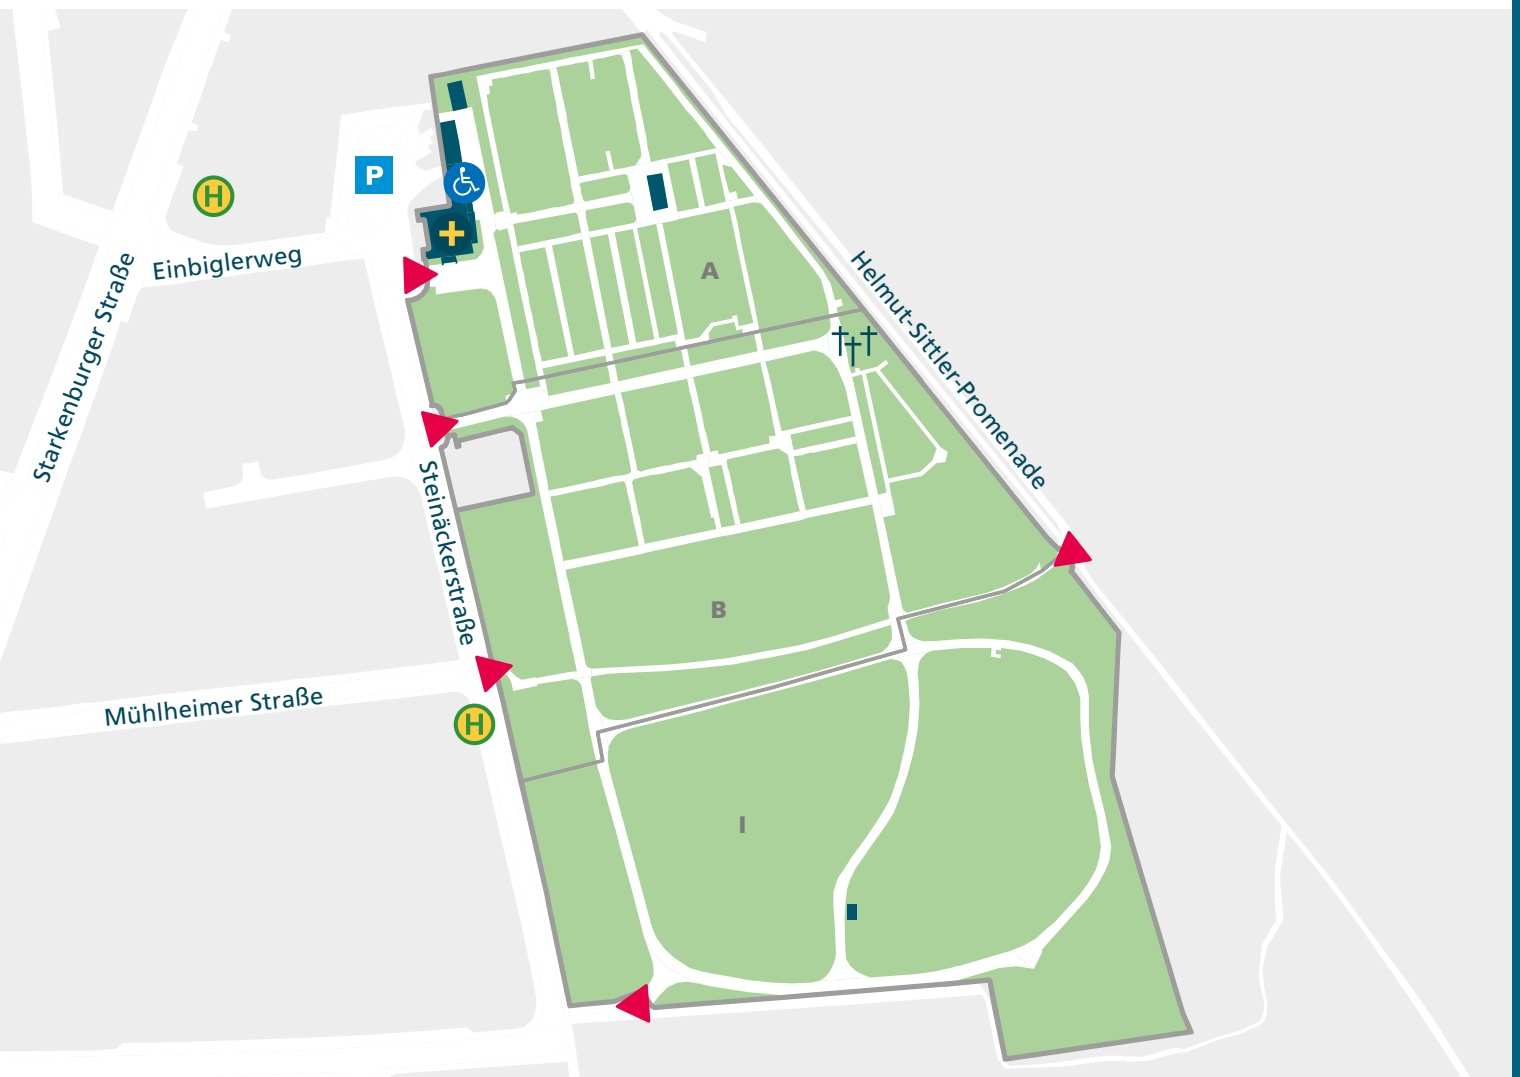 P
H
Einbiglerweg
Starkenburger Straße
A
Helmut-Sittler-Promenade
Steinäckerstraße
B
Mühlheimer Straße
H
I